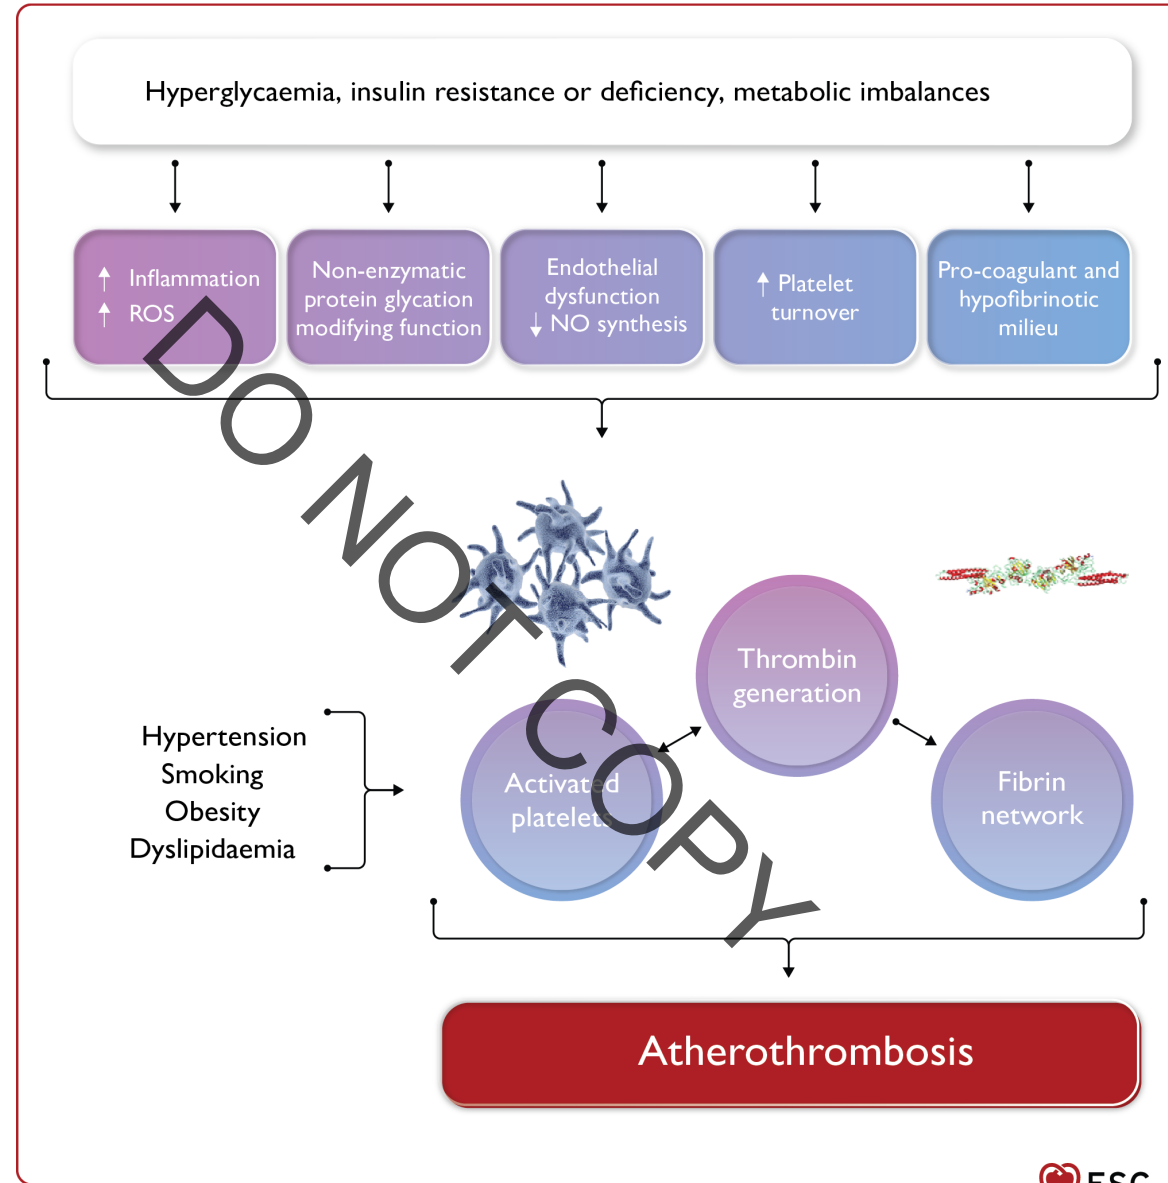 Hyperglycaemia, insulin resistance or deficiency, metabolic imbalances
↑ Inflammation
↑ ROS
Non-enzymatic
protein glycation
modifying function
Endothelial
dysfunction
↓ NO synthesis
↑ Platelet
turnover
Pro-coagulant and
hypofibrinotic
milieu
DO NOT COPY
Thrombin
generation
Hypertension
Smoking
Obesity
Dyslipidaemia
Activated
platelets
Fibrin
network
Atherothrombosis
ESC